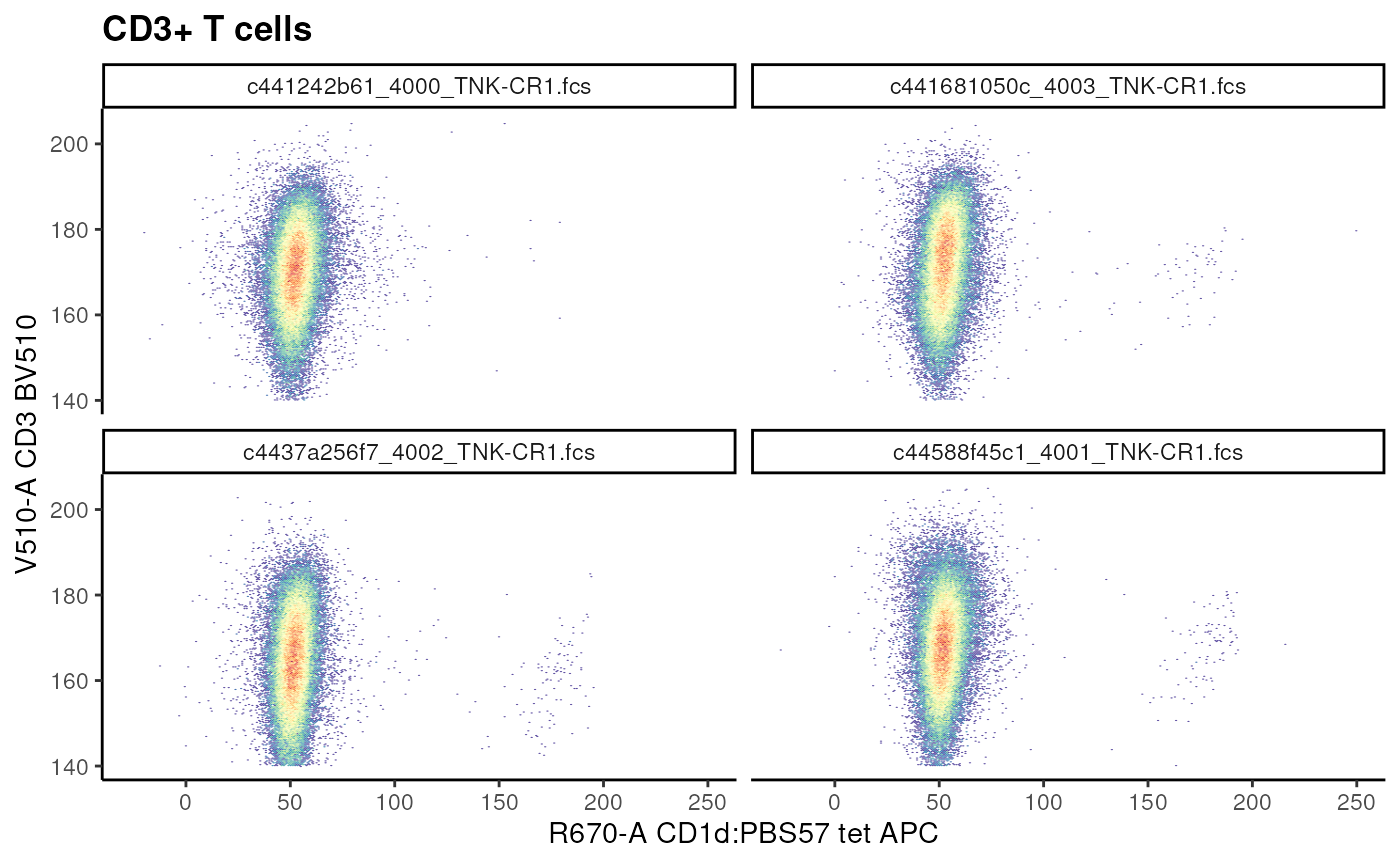 CD3+ T cells
c441242b61_4000_TNK-CR1.fcs
c441681050c_4003_TNK-CR1.fcs
200
180
160
140
c4437a256f7_4002_TNK-CR1.fcs
c44588f45c1_4001_TNK-CR1.fcs
200
180
160
140
V510-A CD3 BV510
0 50 100 150 200 250
0 50 100 150 200 250
R670-A CD1d:PBS57 tet APC